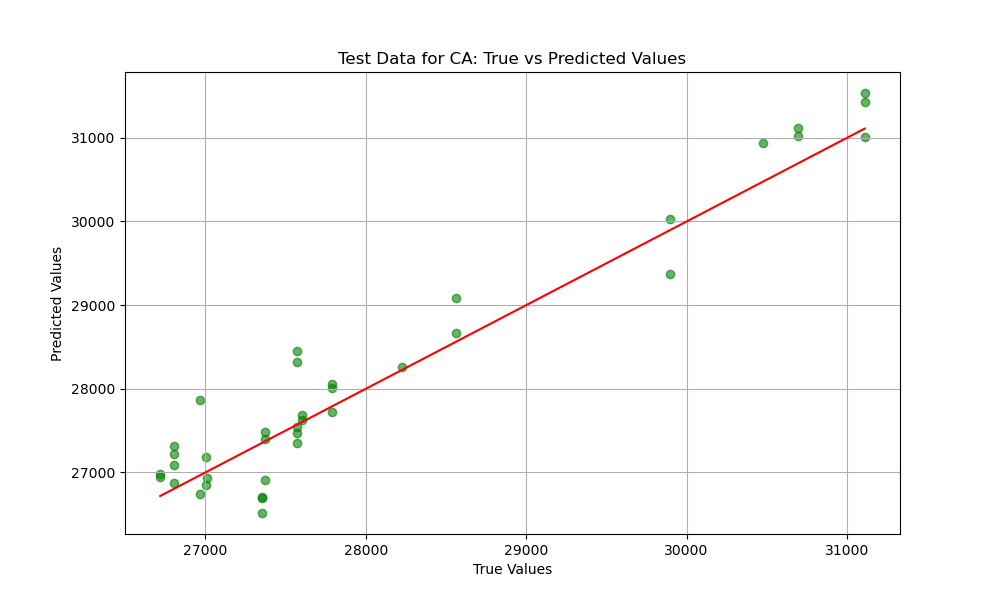 Test Data for CA: True vs Predicted Values
Predicted Values
31000
30000
29000
28000
27000
27000 28000 29000 30000 31000
True Values